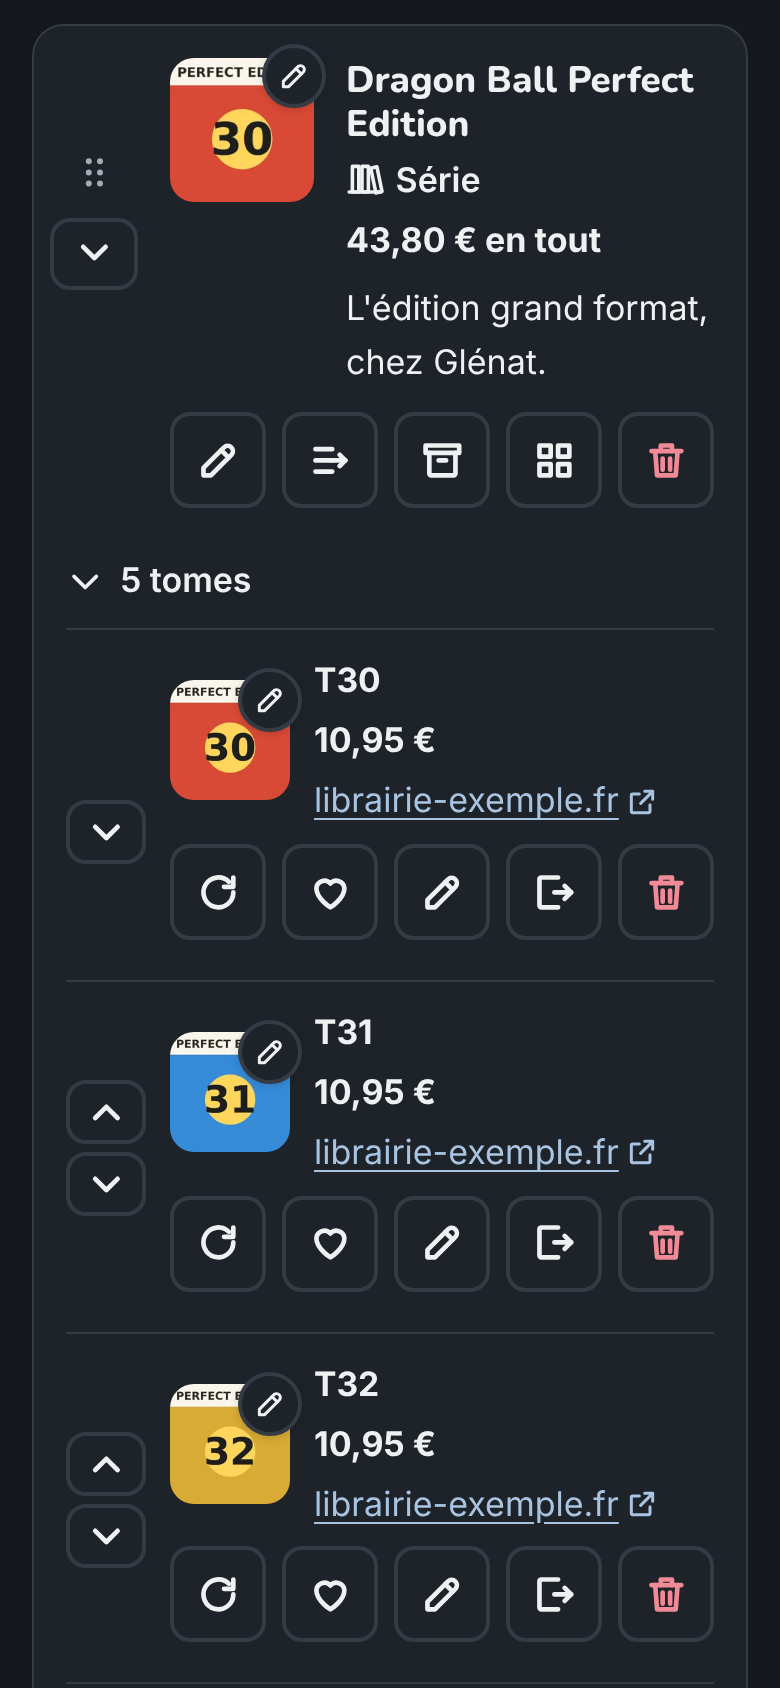 PERFECT ED
30
Dragon Ball Perfect
Edition
Série
43,80 € en tout
L'édition grand format,
chez Glénat.
5 tomes
PERFECT E
30
T30
10,95 €
librairie-exemple.fr
PERFECT E
31
T31
10,95 €
librairie-exemple.fr
PERFECT E
32
T32
10,95 €
librairie-exemple.fr